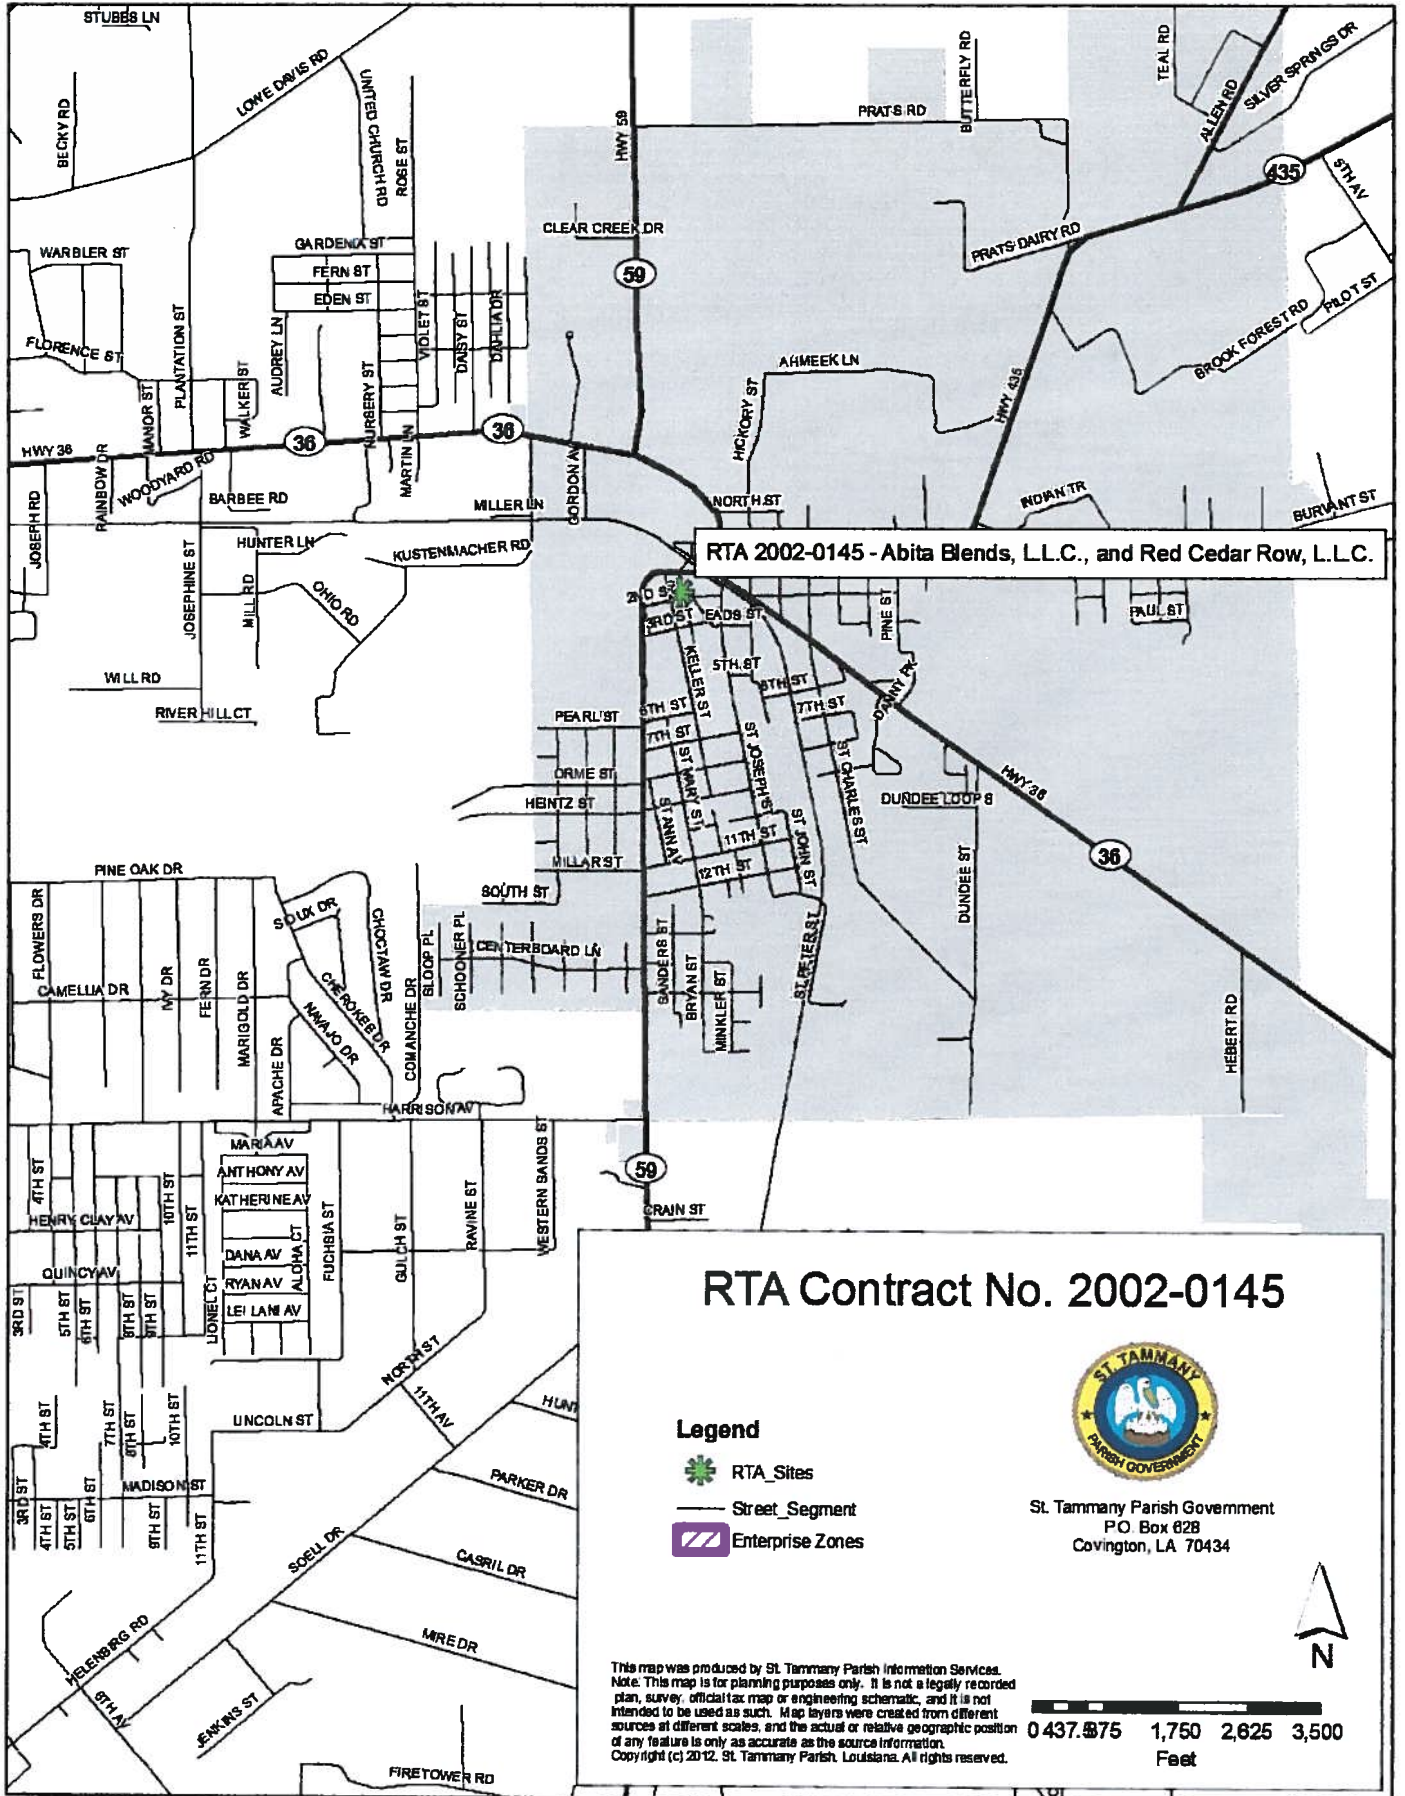 STUBBS LN
LOWE DAVIS RD
BECKY RD
UNITED CHURCH RD
ROSE ST
HWY 59
PRATS RD
BUTTERFLY RD
TEAL RD
ALLEN RD
SILVER SPRINGS DR
435
5TH AV
CLEAR CREEK DR
59
PRATS DAIRY RD
PILOT ST
BROOK FOREST RD
WARBLER ST
GARDENIA ST
FERN ST
EDEN ST
FLORENCE ST
PLANTATION ST
AUDREY LN
VIOLET ST
DAISY ST
DAHLIA DR
MANOR ST
WALKER ST
NURSERY ST
AHMEEK LN
HICKORY ST
HWY 435
HWY 36
36
36
RAINBOW DR
WOODYARD RD
BARBEE RD
MARTIN LN
MILLER LN
GORDON AV
NORTH ST
INDIAN TR
BURVANT ST
JOSEPH RD
JOSEPHINE ST
HUNTER LN
MILL RD
OHIO RD
KUSTENMACHER RD
RTA 2002-0145 - Abita Blends, L.L.C., and Red Cedar Row, L.L.C.
2ND ST
3RD ST
EADS ST
PINE ST
PAUL ST
KELLER ST
5TH ST
6TH ST
7TH ST
DANNY PK
WILL RD
RIVER HILL CT
PEARL ST
6TH ST
7TH ST
ST MARY ST
ST JOSEPH ST
ST CHARLES ST
ORME ST
HEINTZ ST
ST ANN AV
11TH ST
12TH ST
ST JOHN ST
MILLAR ST
SOUTH ST
DUNDEE LOOP S
HWY 36
36
DUNDEE ST
PINE OAK DR
FLOWERS DR
SIOUX DR
CHOCTAW DR
SLOOP PL
SCHOONER PL
CENTERBOARD LN
SANDERS ST
BRYAN ST
MINKLER ST
ST PETER ST
HEBERT RD
CAMELLIA DR
IVY DR
FERN DR
MARIGOLD DR
CHEROKEE DR
NAVAJO DR
APACHE DR
COMANCHE DR
HARRISON AV
MARIA AV
ANTHONY AV
KATHERINE AV
4TH ST
10TH ST
11TH ST
HENRY CLAY AV
DANA AV
RYAN AV
LEILANI AV
ALOHA CT
FUCHSIA ST
GULCH ST
RAVINE ST
WESTERN SANDS ST
59
CRAIN ST
QUINCY AV
3RD ST
5TH ST
6TH ST
8TH ST
9TH ST
LIONEL CT
NORTH ST
11TH AV
LINCOLN ST
4TH ST
7TH ST
8TH ST
10TH ST
MADISON ST
3RD ST
4TH ST
5TH ST
6TH ST
9TH ST
11TH ST
HUNT
PARKER DR
SOELL DR
CASRIL DR
MIRE DR
HELENBIRG RD
6TH AV
JENKINS ST
FIRETOWER RD
RTA Contract No. 2002-0145
ST. TAMMANY
PARISH GOVERNMENT
Legend
RTA_Sites
Street_Segment
Enterprise Zones
St. Tammany Parish Government
P.O. Box 628
Covington, LA 70434
N
This map was produced by St. Tammany Parish Information Services.
Note: This map is for planning purposes only. It is not a legally recorded
plan, survey, official tax map or engineering schematic, and it is not
intended to be used as such. Map layers were created from different
sources at different scales, and the actual or relative geographic position
of any feature is only as accurate as the source information.
Copyright (c) 2012. St. Tammany Parish, Louisiana. All rights reserved.
0 437.5 875 1,750 2,625 3,500
Feet